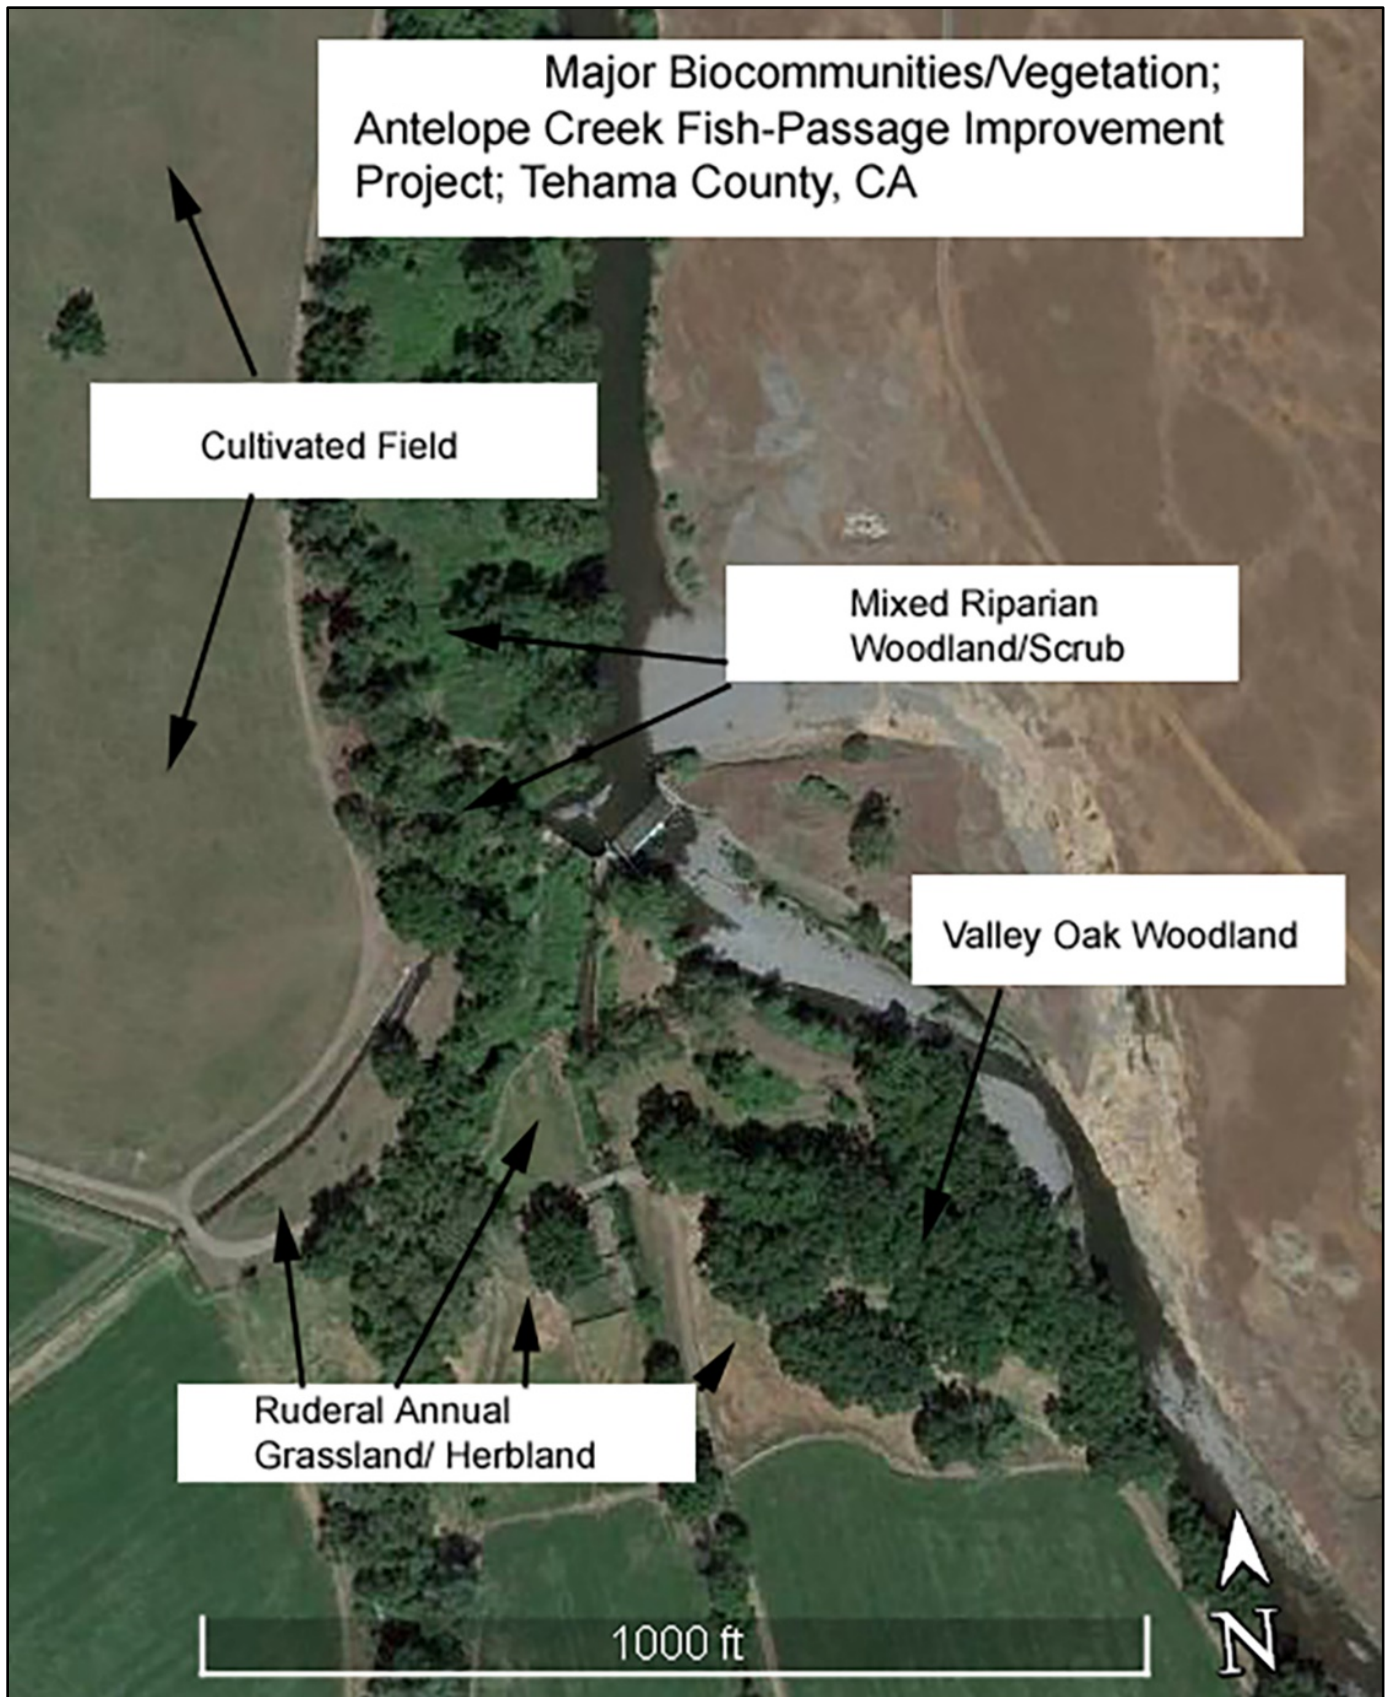 Major Biocommunities/Vegetation;
Antelope Creek Fish-Passage Improvement
Project; Tehama County, CA
Cultivated Field
Mixed Riparian
Woodland/Scrub
Valley Oak Woodland
Ruderal Annual
Grassland/ Herbland
1000 ft
N